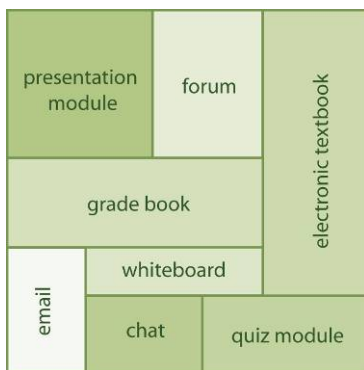 presentation
module
forum
electronic textbook
grade book
whiteboard
email
chat
quiz module